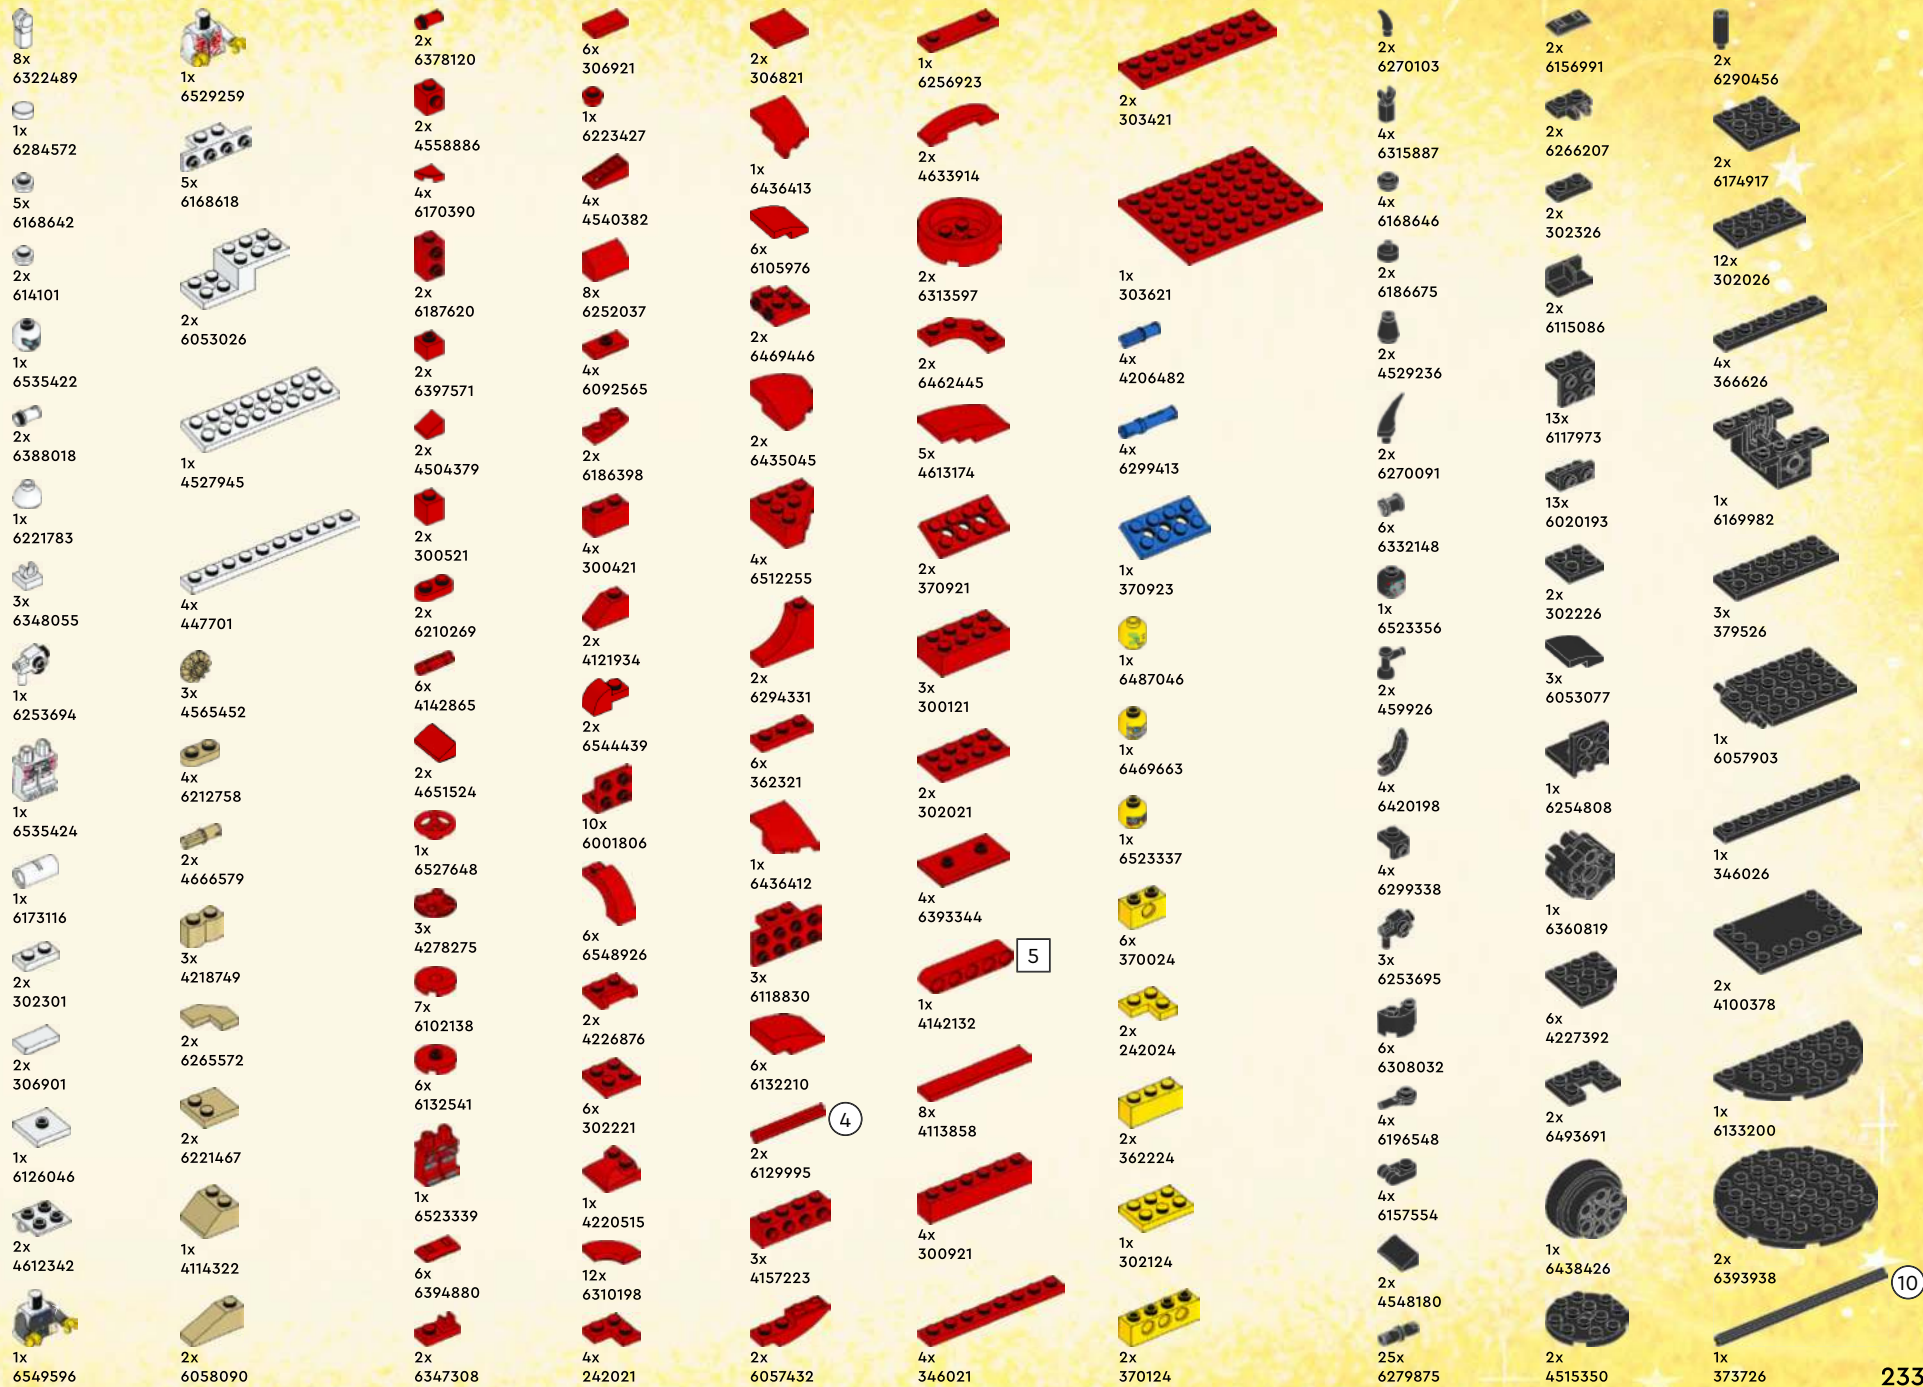 8x
6322489
1x
6284572
5x
6168642
2x
614101
1x
6535422
2x
6388018
1x
6221783
3x
6348055
1x
6253694
1x
6535424
1x
6173116
2x
302301
2x
306901
1x
6126046
2x
4612342
1x
6549596
1x
6529259
5x
6168618
2x
6053026
1x
4527945
4x
447701
3x
4565452
4x
6212758
2x
4666579
3x
4218749
2x
6265572
2x
6221467
1x
4114322
2x
6058090
2x
6378120
2x
4558886
4x
6170390
2x
6187620
2x
6397571
2x
4504379
2x
300521
2x
6210269
6x
4142865
2x
4651524
1x
6527648
3x
4278275
7x
6102138
6x
6132541
1x
6523339
6x
6394880
2x
6347308
6x
306921
1x
6223427
4x
4540382
8x
6252037
4x
6092565
2x
6186398
4x
300421
2x
4121934
2x
6544439
10x
6001806
6x
6548926
2x
4226876
6x
302221
1x
4220515
12x
6310198
4x
242021
2x
306821
1x
6436413
6x
6105976
2x
6469446
2x
6435045
4x
6512255
2x
6294331
6x
362321
1x
6436412
3x
6118830
6x
6132210
4
2x
6129995
3x
4157223
2x
6057432
1x
6256923
2x
4633914
2x
6313597
2x
6462445
5x
4613174
2x
370921
3x
300121
2x
302021
4x
6393344
5
1x
4142132
8x
4113858
4x
300921
4x
346021
2x
303421
1x
303621
4x
4206482
4x
6299413
1x
370923
1x
6487046
1x
6469663
1x
6523337
6x
370024
2x
242024
2x
362224
1x
302124
2x
370124
2x
6270103
4x
6315887
4x
6168646
2x
6186675
2x
4529236
2x
6270091
6x
6332148
1x
6523356
2x
459926
4x
6420198
4x
6299338
3x
6253695
6x
6308032
4x
6196548
4x
6157554
2x
4548180
25x
6279875
2x
6156991
2x
6266207
2x
302326
2x
6115086
13x
6117973
13x
6020193
2x
302226
3x
6053077
1x
6254808
1x
6360819
6x
4227392
2x
6493691
1x
6438426
2x
4515350
2x
6290456
2x
6174917
12x
302026
4x
366626
1x
6169982
3x
379526
1x
6057903
1x
346026
2x
4100378
1x
6133200
2x
6393938
10
1x
373726
233